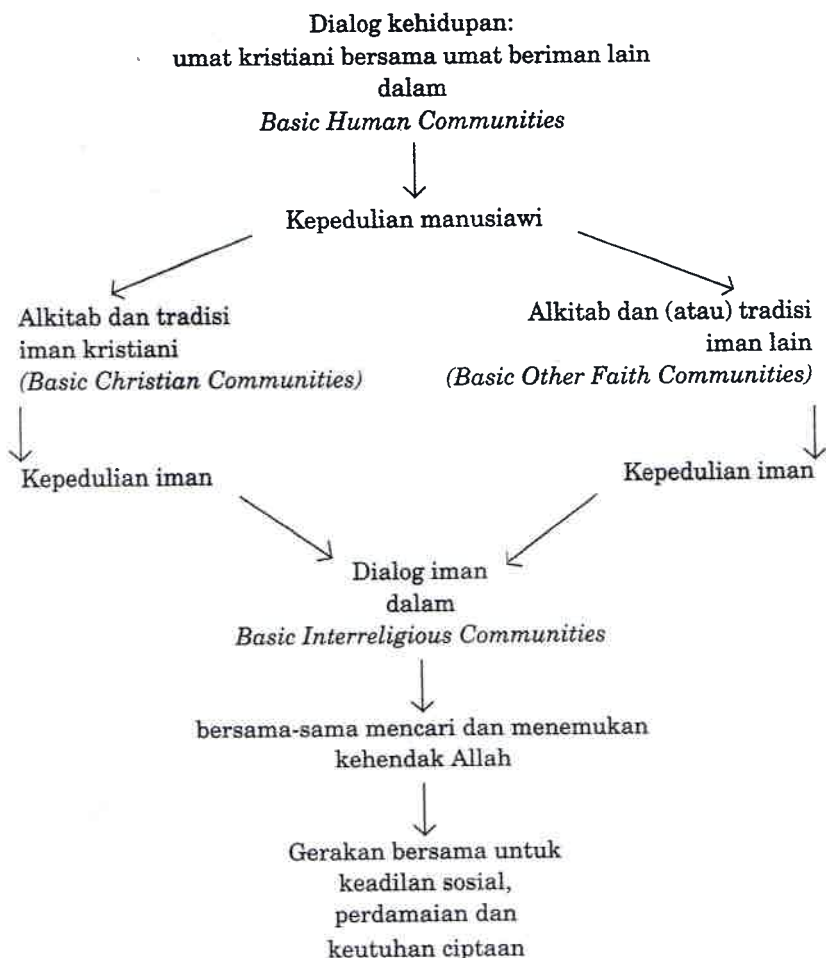 Dialog kehidupan:
umat kristiani bersama umat beriman lain
dalam
Basic Human Communities
Kepedulian manusiawi
Alkitab dan tradisi
iman kristiani
(Basic Christian Communities)
Alkitab dan (atau) tradisi
iman lain
(Basic Other Faith Communities)
Kepedulian iman
Kepedulian iman
Dialog iman
dalam
Basic Interreligious Communities
bersama-sama mencari dan menemukan
kehendak Allah
Gerakan bersama untuk
keadilan sosial,
perdamaian dan
keutuhan ciptaan